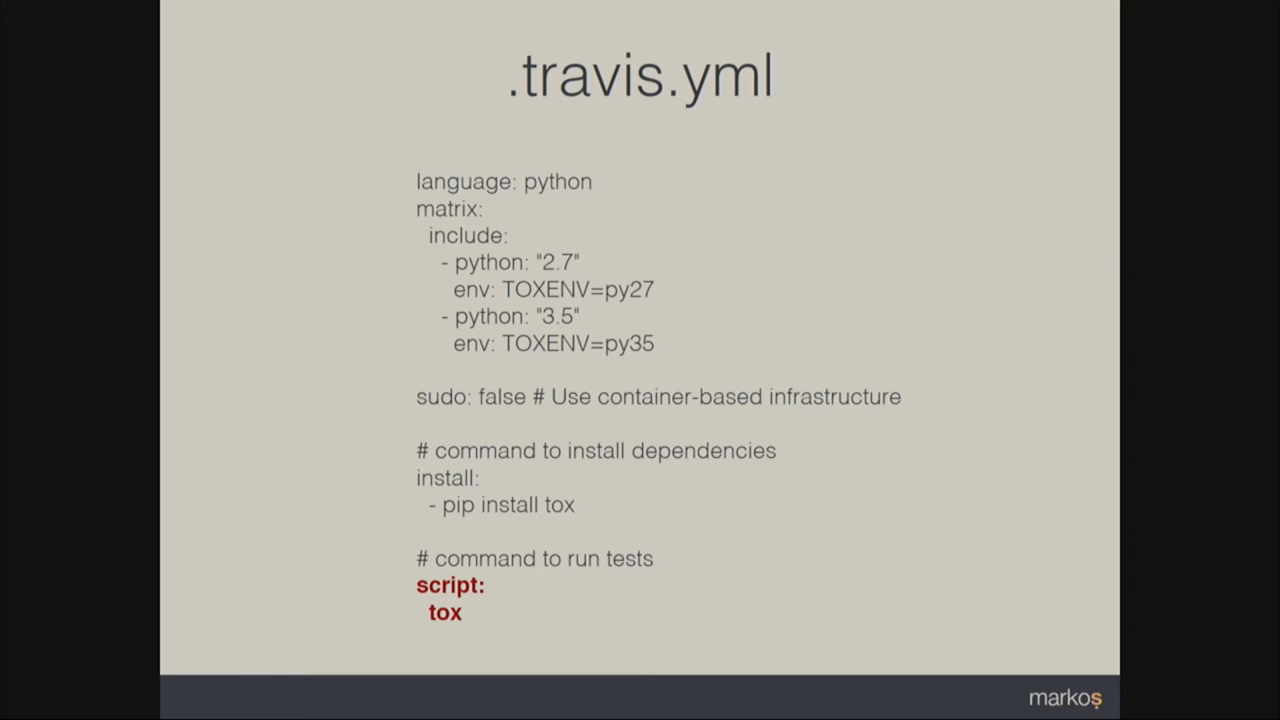 .travis.yml
language: python
matrix:
  include:
    - python: "2.7"
      env: TOXENV=py27
    - python: "3.5"
      env: TOXENV=py35
sudo: false # Use container-based infrastructure
# command to install dependencies
install:
  - pip install tox
# command to run tests
script:
  tox
markoș